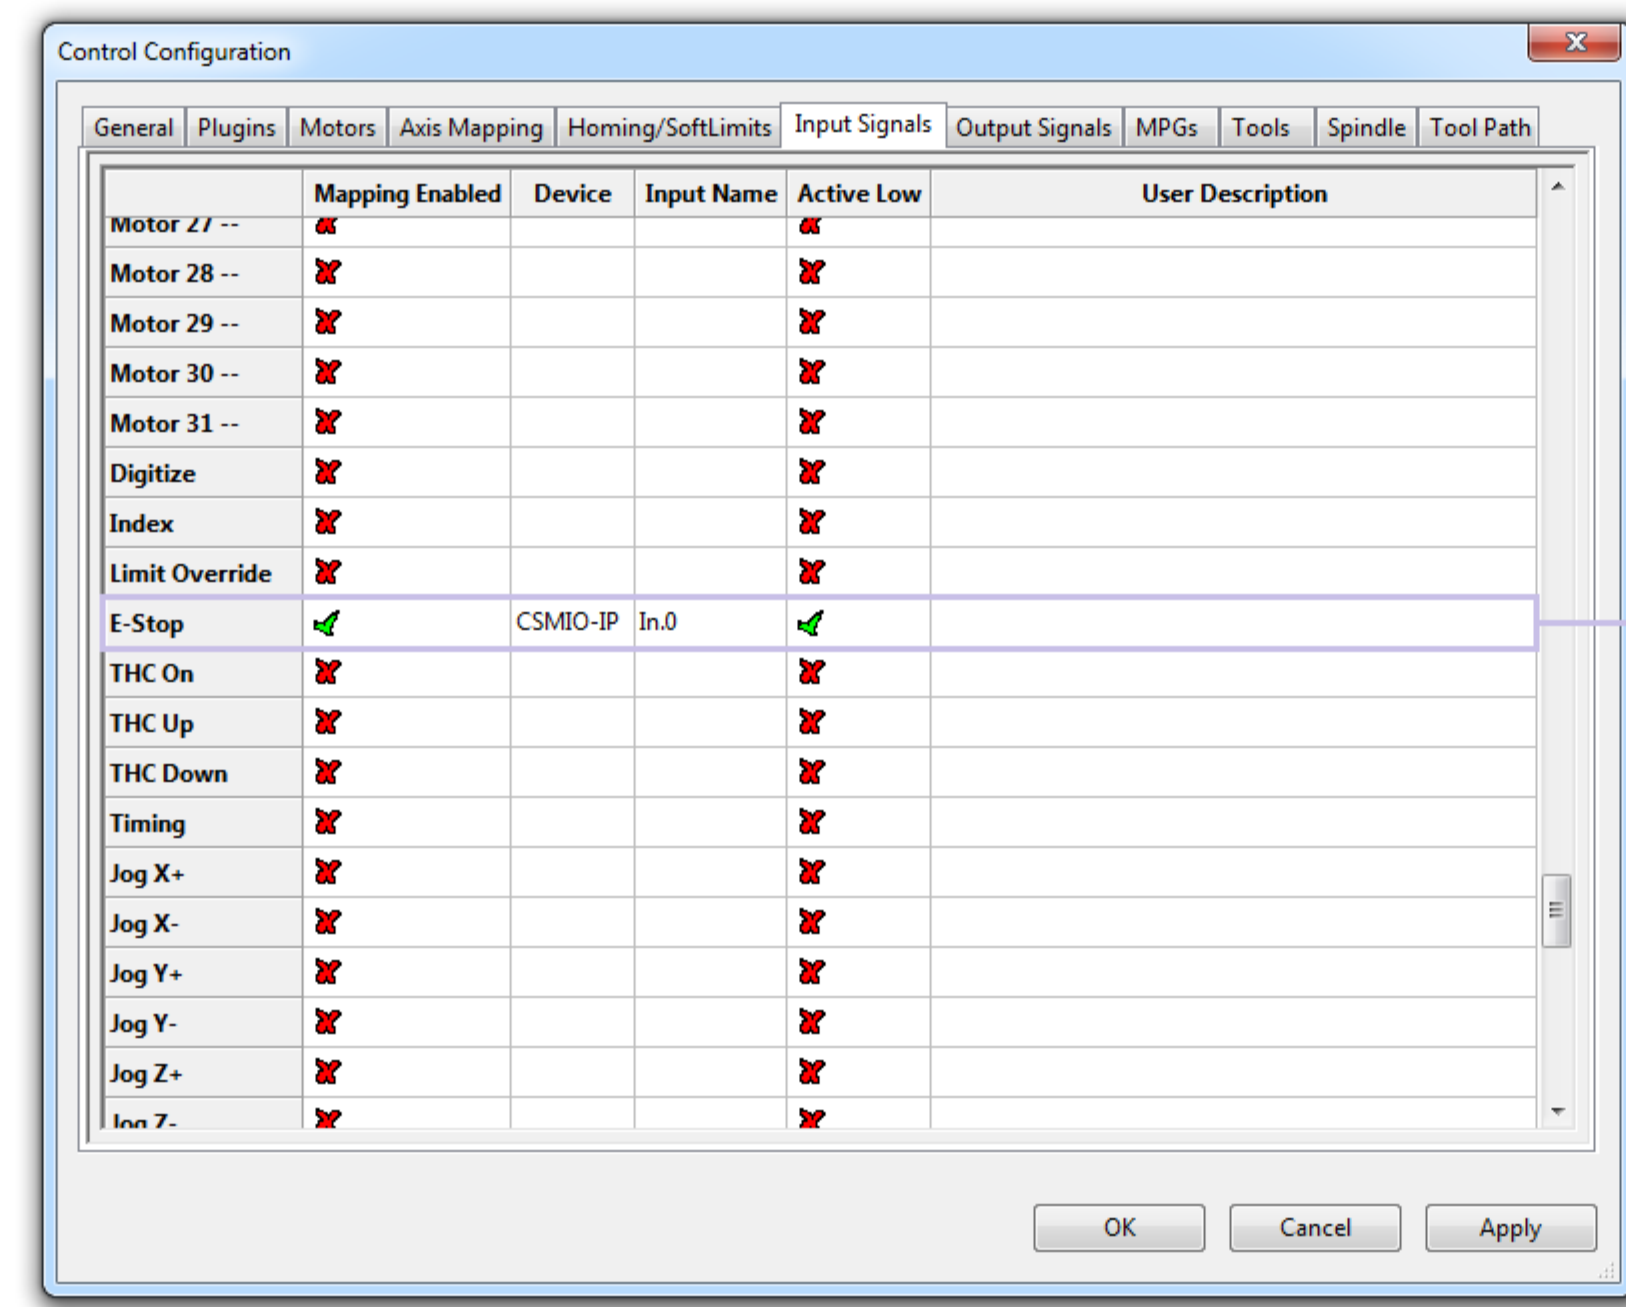 Control Configuration
General Plugins Motors Axis Mapping Homing/SoftLimits Input Signals Output Signals MPGs Tools Spindle Tool Path
Mapping Enabled Device Input Name Active Low User Description
Motor 27 --
Motor 28 --
Motor 29 --
Motor 30 --
Motor 31 --
Digitize
Index
Limit Override
E-Stop CSMIO-IP In.0
THC On
THC Up
THC Down
Timing
Jog X+
Jog X-
Jog Y+
Jog Y-
Jog Z+
Jog Z-
OK Cancel Apply